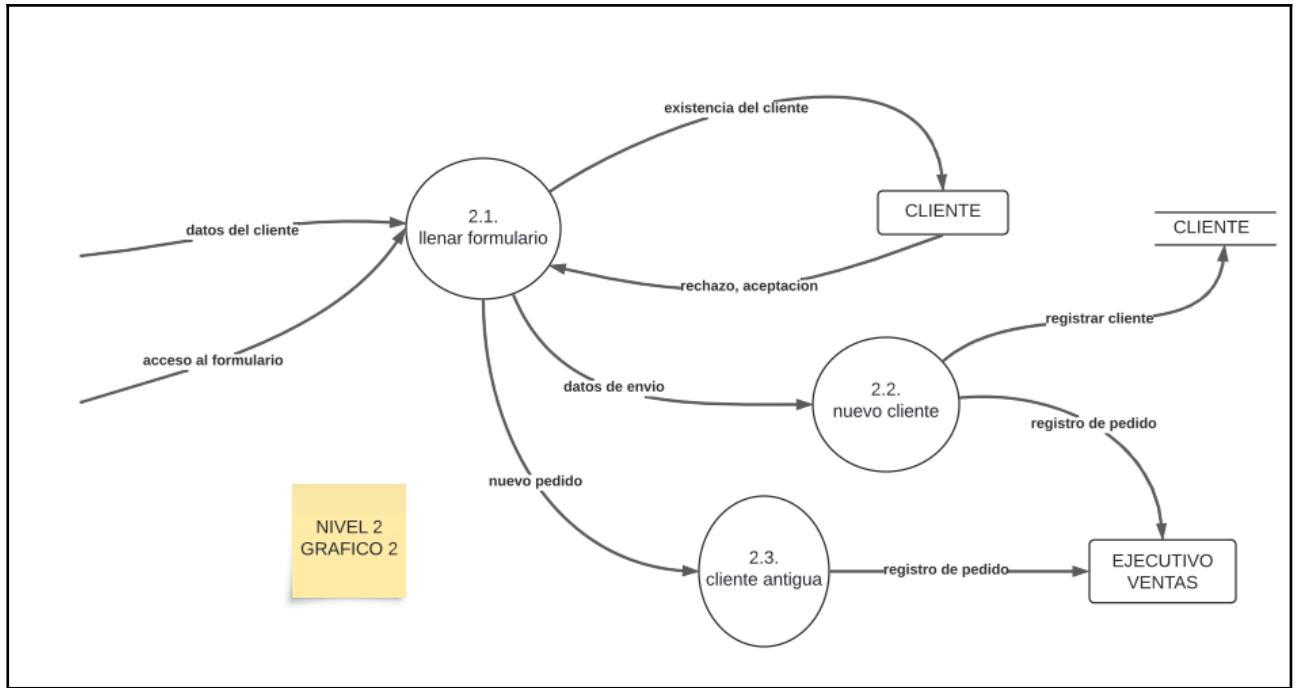 existencia del cliente
CLIENTE
2.1.
llenar formulario
datos del cliente
CLIENTE
rechazo, aceptacion
registrar cliente
acceso al formulario
datos de envio
2.2.
nuevo cliente
registro de pedido
nuevo pedido
NIVEL 2
GRAFICO 2
2.3.
cliente antigua
registro de pedido
EJECUTIVO
VENTAS